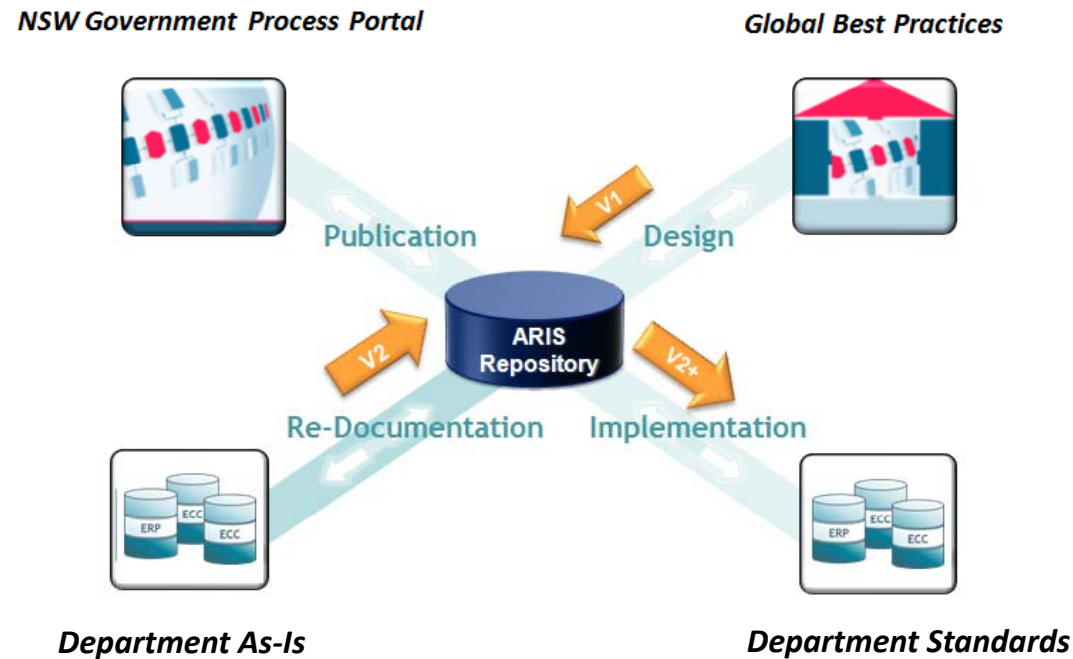 NSW Government Process Portal
Global Best Practices
V1
Publication
Design
ARIS
Repository
V2
V2+
Re-Documentation
Implementation
ERP
ECC
ECC
ERP
ECC
ECC
Department As-Is
Department Standards